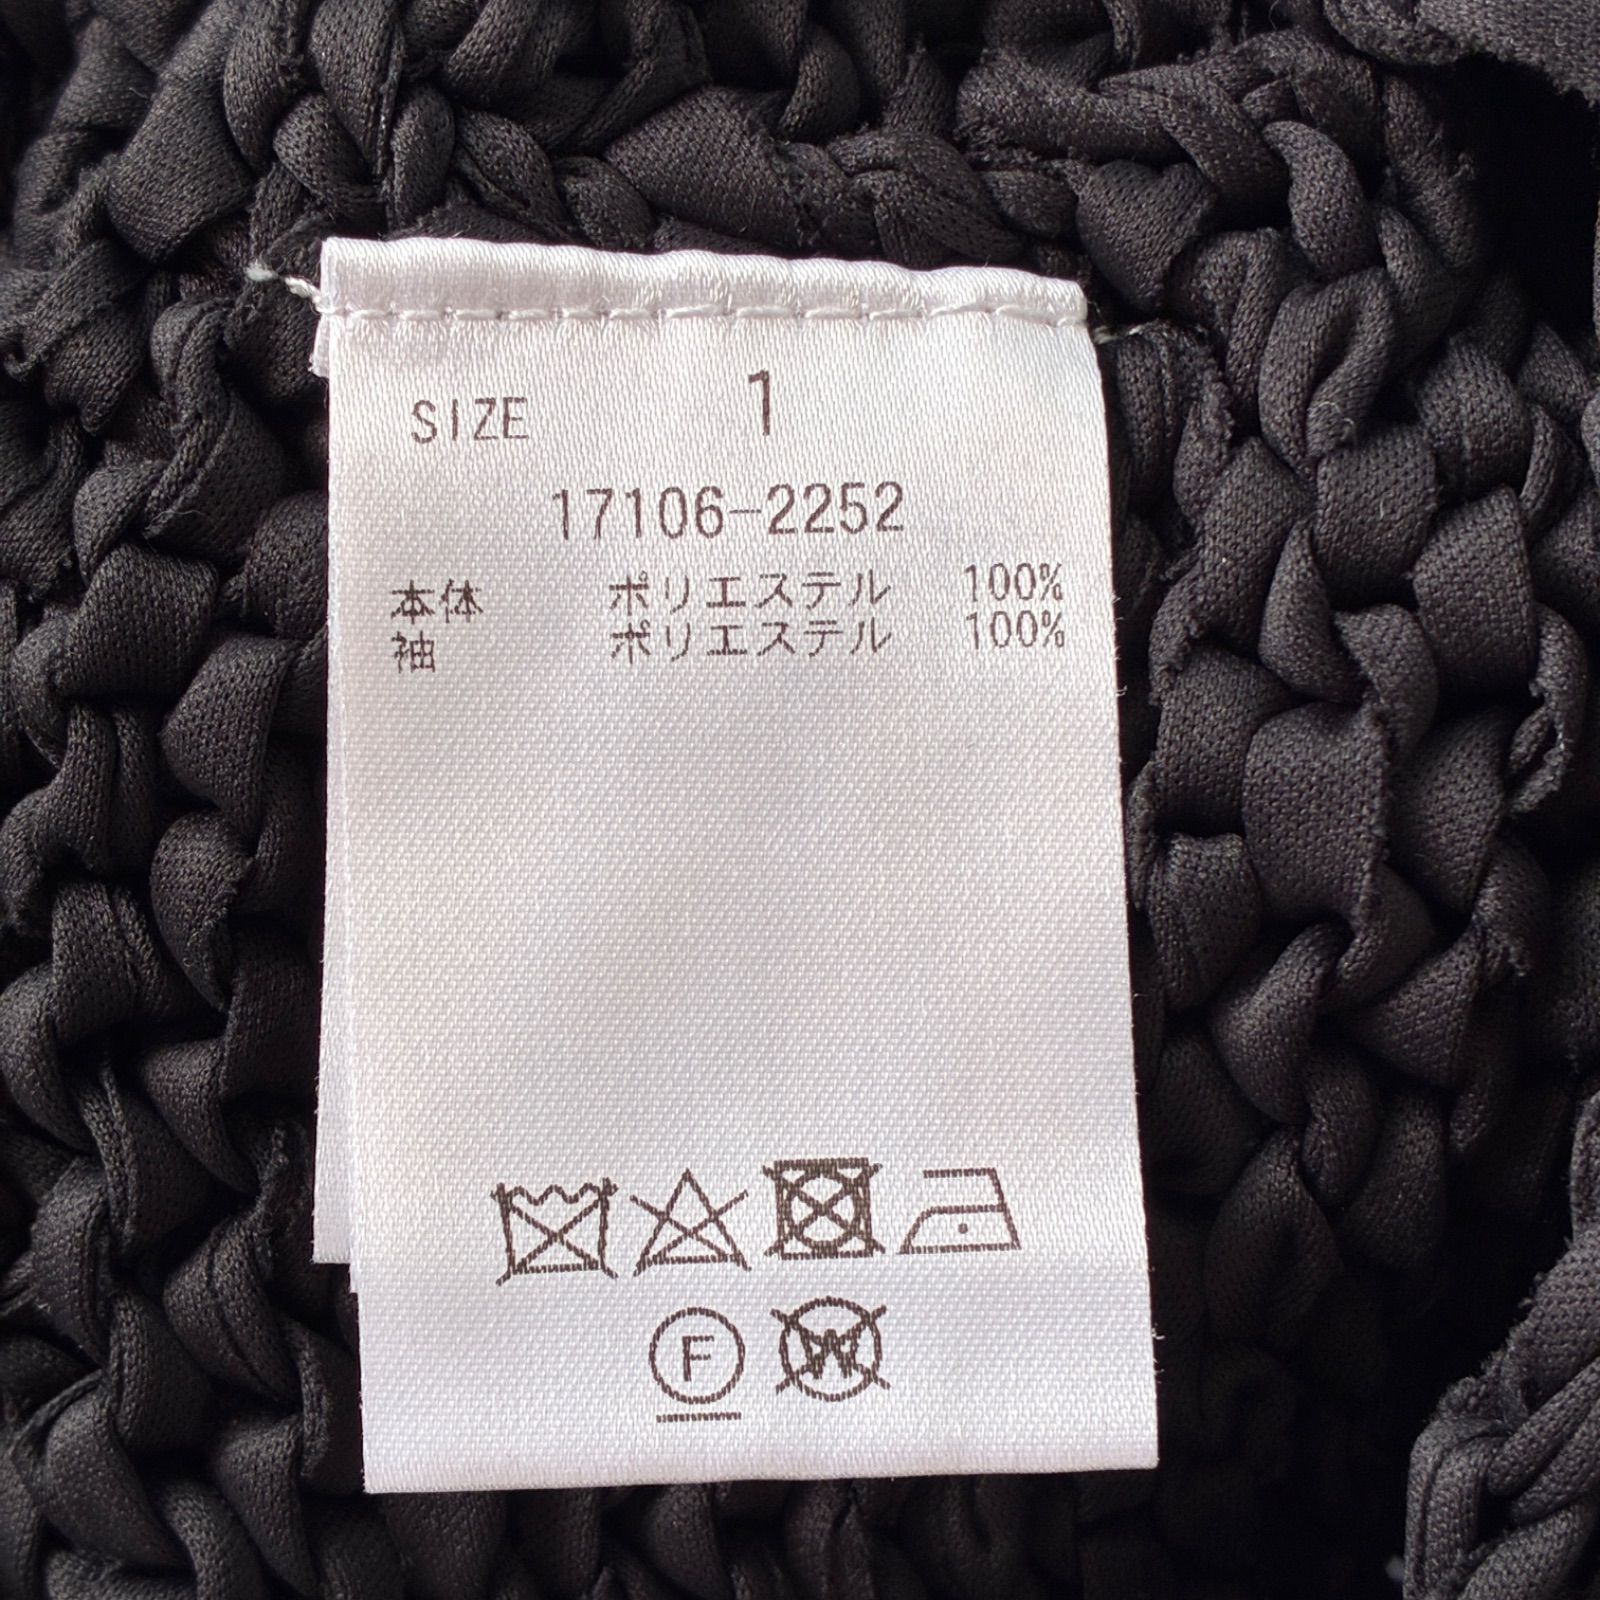 SIZE 1
17106-2252
本体 ポリエステル 100%
袖 ポリエステル 100%
F W